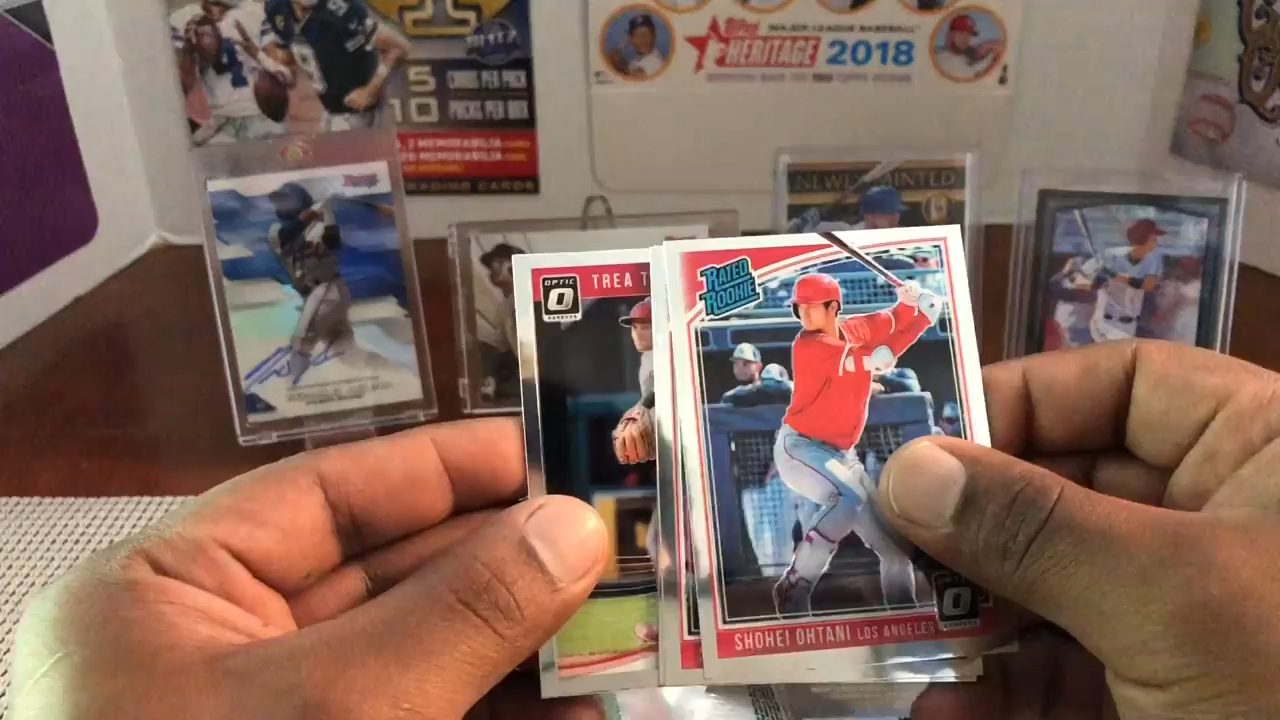 5 CARDS PER PACK
10 PACKS PER BOX
2 MEMORABILIA
MEMORABILIA
TRADING CARDS
Topps
MAJOR LEAGUE BASEBALL
HERITAGE 2018
NEWLY MINTED
OPTIC
O
TREA T
RATED
ROOKIE
SHOHEI OHTANI LOS ANGELES
O